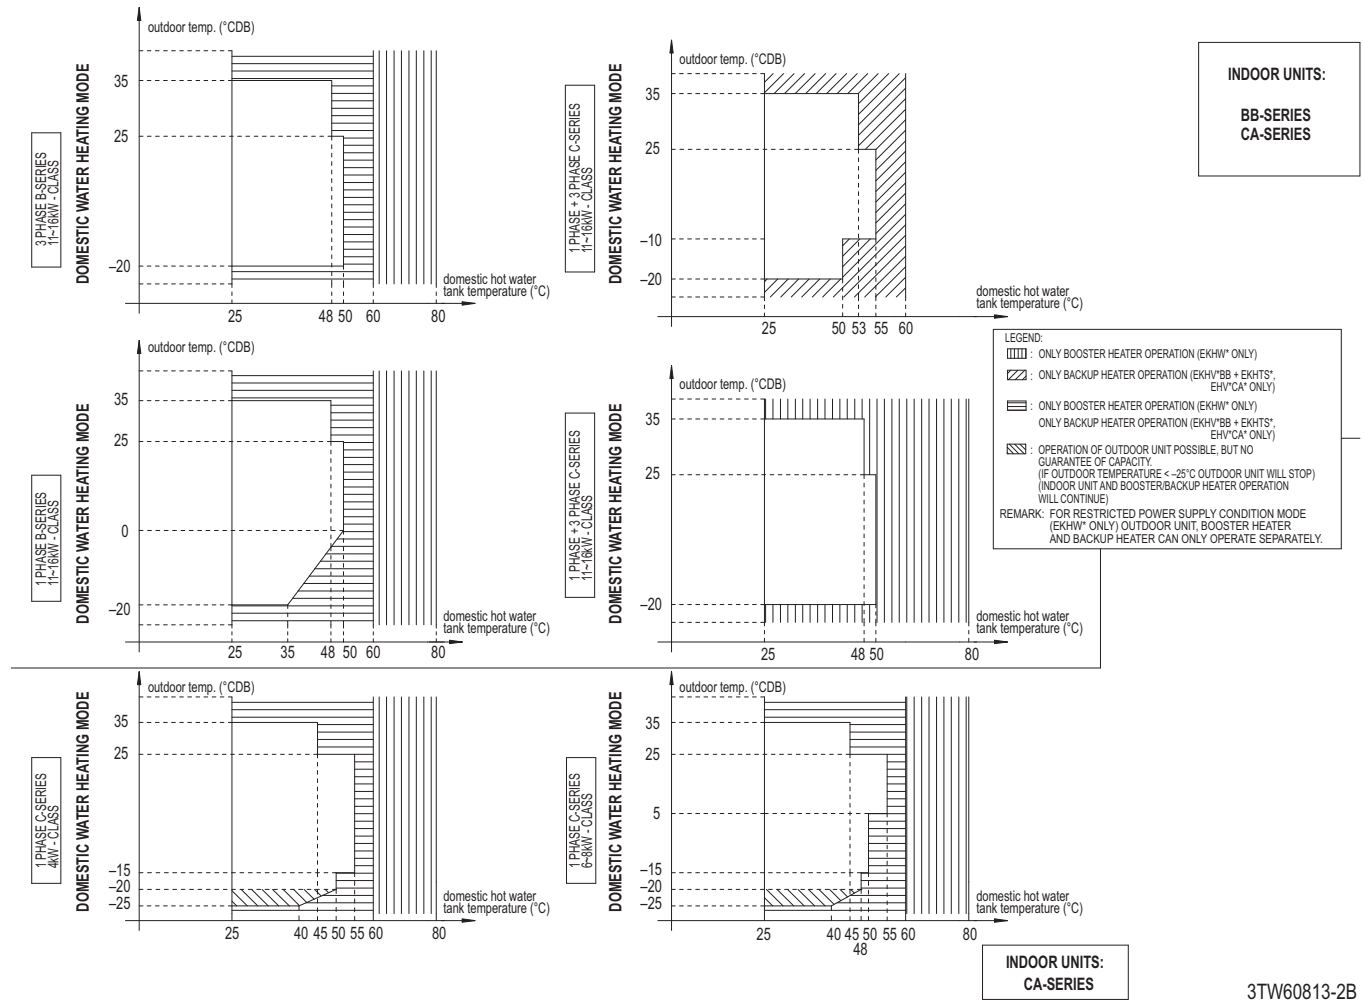 outdoor temp. (°CDB)
35
25
–20
25 48 50 60 80
domestic hot water
tank temperature (°C)
DOMESTIC WATER HEATING MODE
3 PHASE B-SERIES
11~16kW - CLASS
outdoor temp. (°CDB)
35
25
–10
–20
25 50 53 55 60
domestic hot water
tank temperature (°C)
DOMESTIC WATER HEATING MODE
1 PHASE + 3 PHASE C-SERIES
11~16kW - CLASS
INDOOR UNITS:
BB-SERIES
CA-SERIES
LEGEND:
: ONLY BOOSTER HEATER OPERATION (EKHW* ONLY)
: ONLY BACKUP HEATER OPERATION (EKHV*BB + EKHTS*,
EHV*CA* ONLY)
: ONLY BOOSTER HEATER OPERATION (EKHW* ONLY)
ONLY BACKUP HEATER OPERATION (EKHV*BB + EKHTS*,
EHV*CA* ONLY)
: OPERATION OF OUTDOOR UNIT POSSIBLE, BUT NO
GUARANTEE OF CAPACITY.
(IF OUTDOOR TEMPERATURE < –25°C OUTDOOR UNIT WILL STOP)
(INDOOR UNIT AND BOOSTER/BACKUP HEATER OPERATION
WILL CONTINUE)
REMARK: FOR RESTRICTED POWER SUPPLY CONDITION MODE
(EKHW* ONLY) OUTDOOR UNIT, BOOSTER HEATER
AND BACKUP HEATER CAN ONLY OPERATE SEPARATELY.
outdoor temp. (°CDB)
35
25
0
–20
25 35 48 50 60 80
domestic hot water
tank temperature (°C)
DOMESTIC WATER HEATING MODE
1 PHASE B-SERIES
11~16kW - CLASS
outdoor temp. (°CDB)
35
25
–20
25 48 50 80
domestic hot water
tank temperature (°C)
DOMESTIC WATER HEATING MODE
1 PHASE + 3 PHASE C-SERIES
11~16kW - CLASS
outdoor temp. (°CDB)
35
25
–15
–20
–25
25 40 45 50 55 60 80
domestic hot water
tank temperature (°C)
DOMESTIC WATER HEATING MODE
1 PHASE C-SERIES
4kW - CLASS
outdoor temp. (°CDB)
35
25
5
–15
–20
–25
25 40 45 50 55 60 80
48
domestic hot water
tank temperature (°C)
DOMESTIC WATER HEATING MODE
1 PHASE C-SERIES
6~8kW - CLASS
INDOOR UNITS:
CA-SERIES
3TW60813-2B